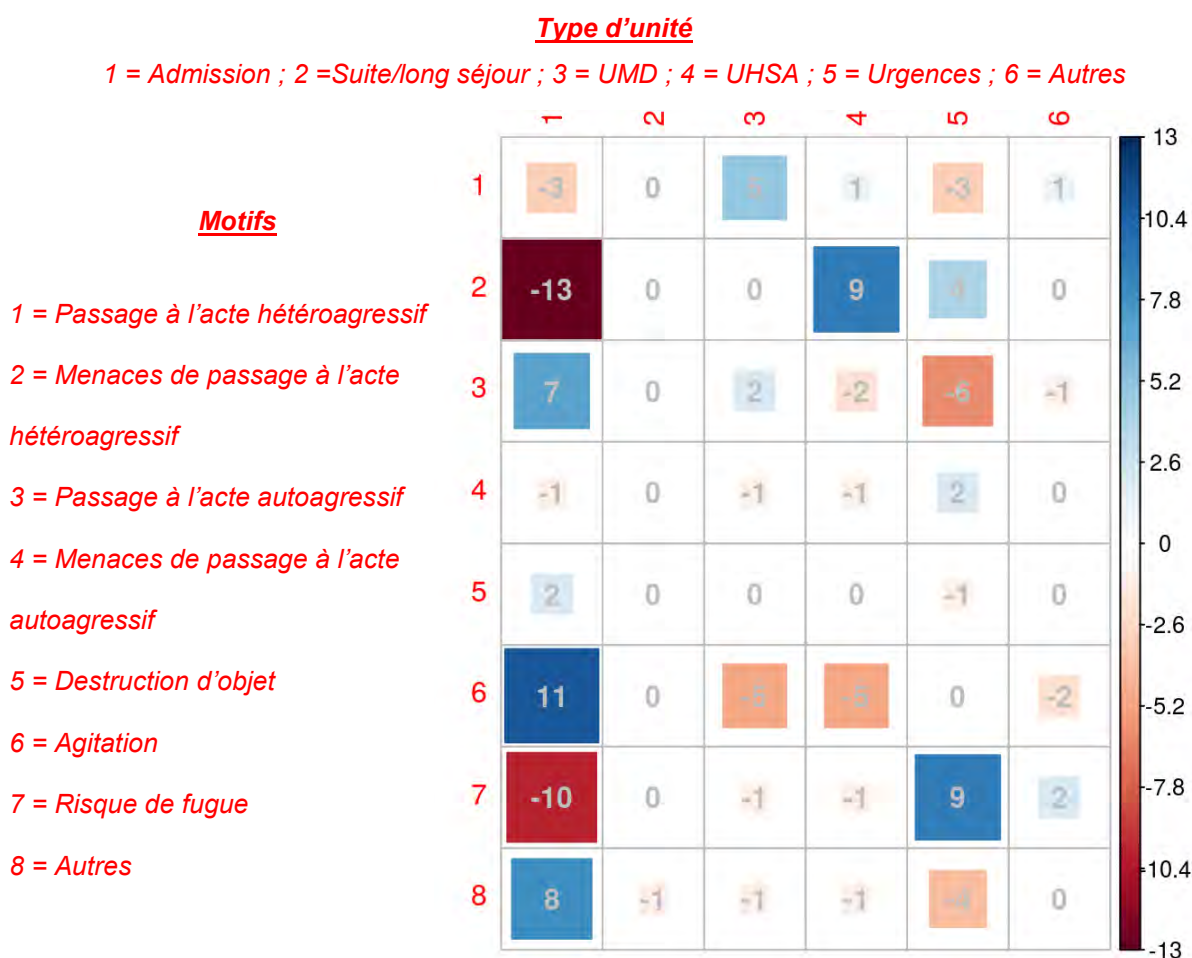 Type d'unité
1 = Admission ; 2 =Suite/long séjour ; 3 = UMD ; 4 = UHSA ; 5 = Urgences ; 6 = Autres
1 2 3 4 5 6
Motifs
1 = Passage à l'acte hétéroagressif
2 = Menaces de passage à l'acte
hétéroagressif
3 = Passage à l'acte autoagressif
4 = Menaces de passage à l'acte
autoagressif
5 = Destruction d'objet
6 = Agitation
7 = Risque de fugue
8 = Autres
1 -3 0 1 -3 1
2 -13 0 0 9 4 0
3 7 0 2 -2 -6 -1
4 -1 0 -1 -1 2 0
5 2 0 0 0 -1 0
6 11 0 -5 -5 0 -2
7 -10 0 -1 -1 9 2
8 8 -1 -1 -1 -4 0
13
10.4
7.8
5.2
2.6
0
-2.6
-5.2
-7.8
-10.4
-13